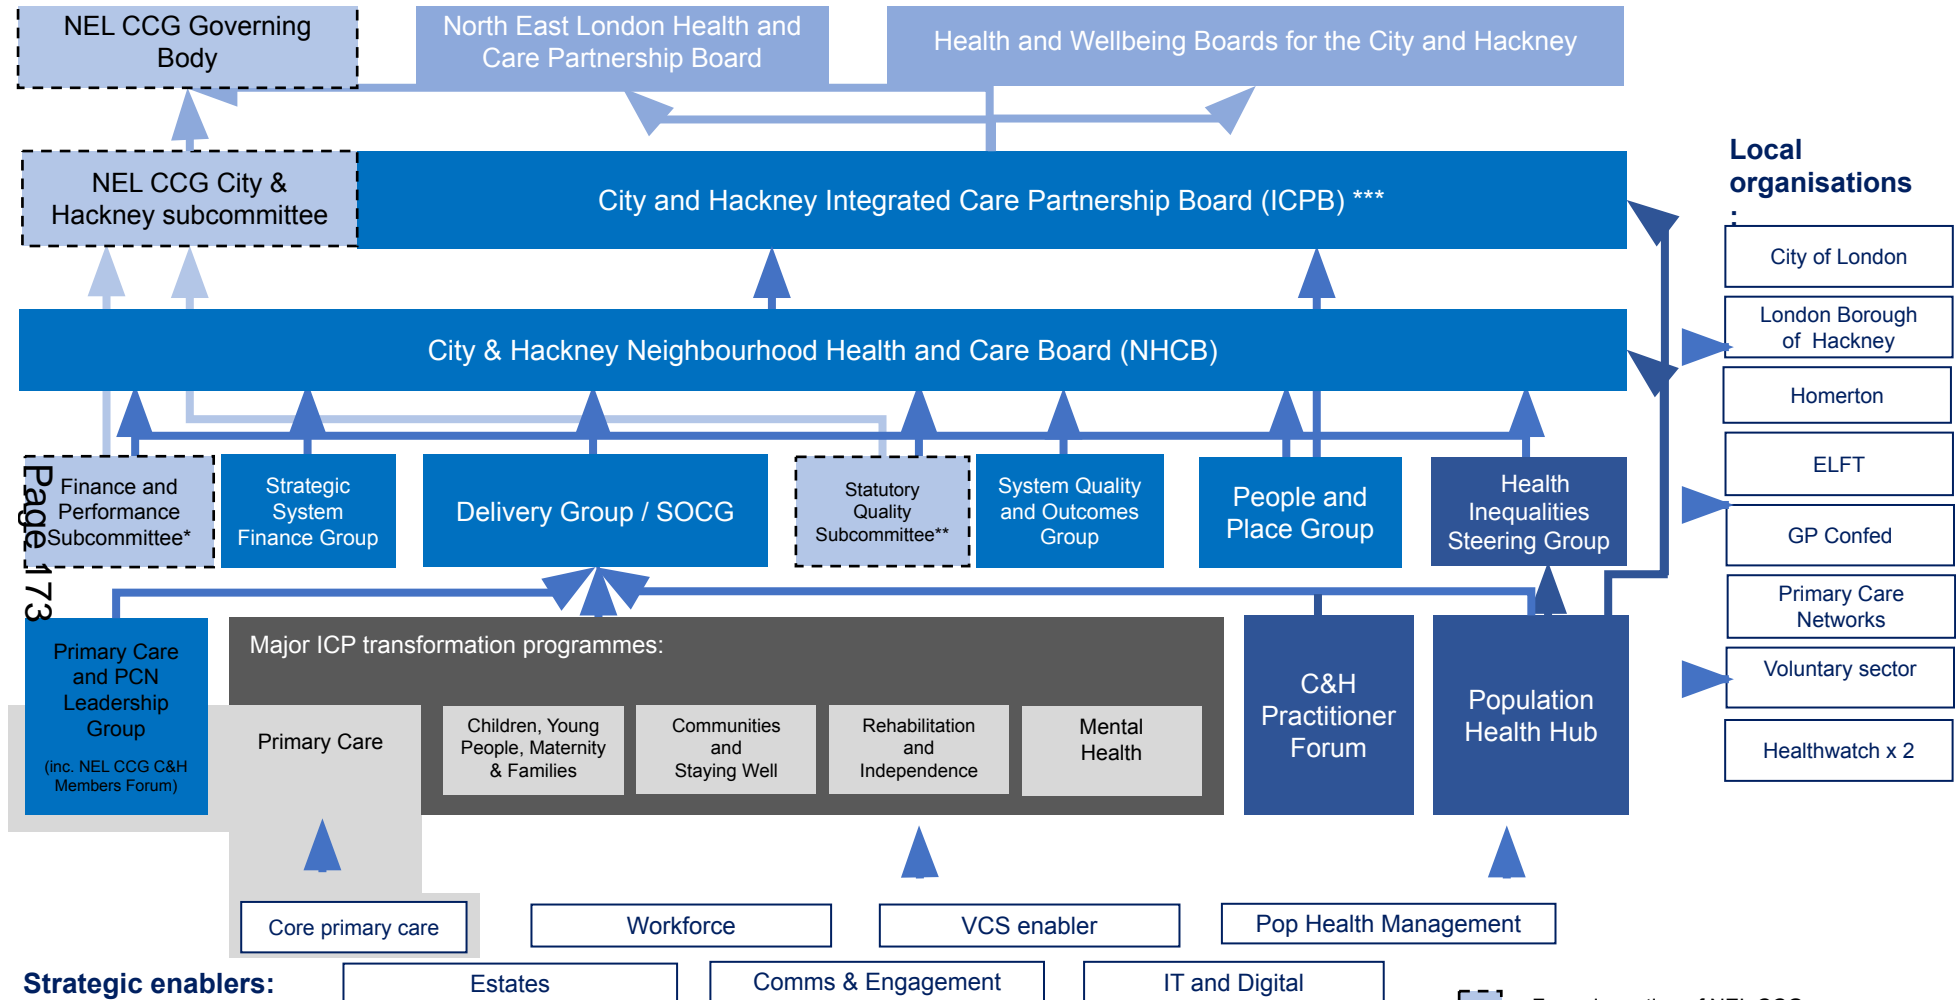 NEL CCG Governing
Body
North East London Health and
Care Partnership Board
Health and Wellbeing Boards for the City and Hackney
NEL CCG City &
Hackney subcommittee
City and Hackney Integrated Care Partnership Board (ICPB) ***
Local
organisations
:
City of London
London Borough
of Hackney
Homerton
ELFT
GP Confed
Primary Care
Networks
Voluntary sector
Healthwatch x 2
City & Hackney Neighbourhood Health and Care Board (NHCB)
Page 173
Finance and
Performance
Subcommittee*
Strategic
System
Finance Group
Delivery Group / SOCG
Statutory
Quality
Subcommittee**
System Quality
and Outcomes
Group
People and
Place Group
Health
Inequalities
Steering Group
Primary Care
and PCN
Leadership
Group
(inc. NEL CCG C&H
Members Forum)
Major ICP transformation programmes:
Primary Care
Children, Young
People, Maternity
& Families
Communities
and
Staying Well
Rehabilitation
and
Independence
Mental
Health
C&H
Practitioner
Forum
Population
Health Hub
Core primary care
Workforce
VCS enabler
Pop Health Management
Strategic enablers:
Estates
Comms & Engagement
IT and Digital
of NEL CCG